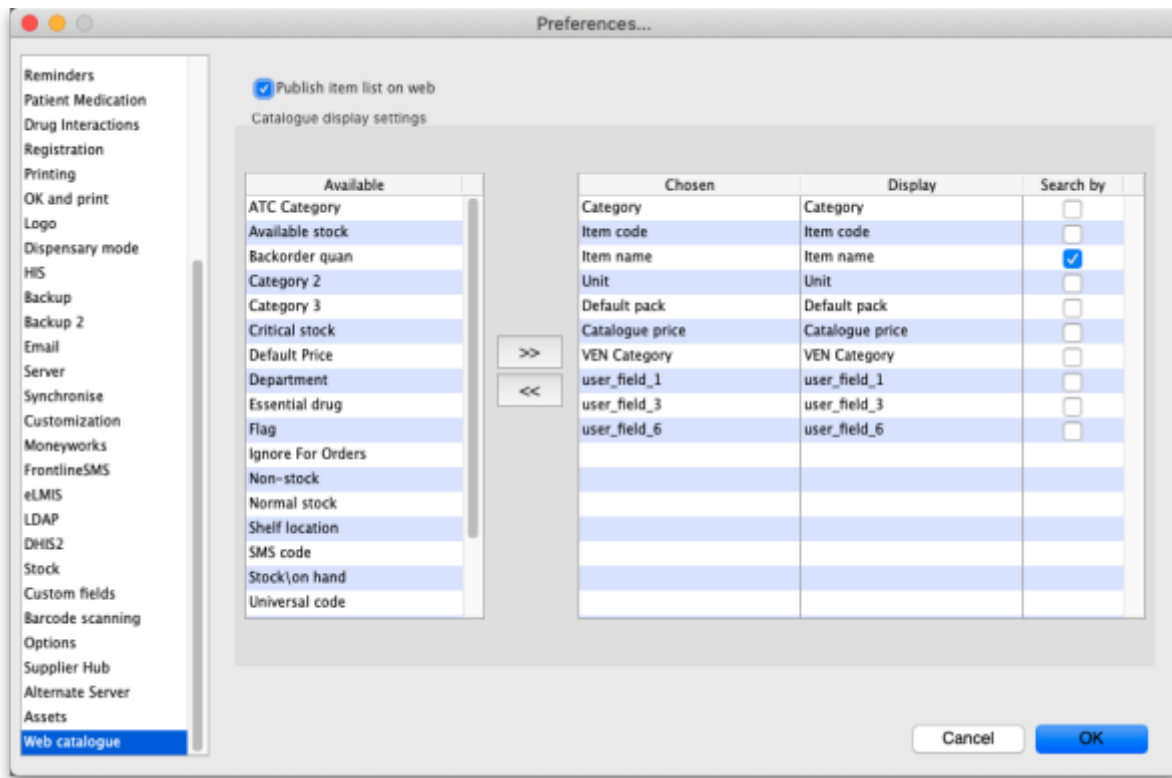 Preferences...
Reminders
Patient Medication
Drug Interactions
Registration
Printing
OK and print
Logo
Dispensary mode
HIS
Backup
Backup 2
Email
Server
Synchronise
Customization
Moneyworks
FrontlineSMS
eLMIS
LDAP
DHIS2
Stock
Custom fields
Barcode scanning
Options
Supplier Hub
Alternate Server
Assets
Web catalogue
Publish item list on web
Catalogue display settings
Available
ATC Category
Available stock
Backorder quan
Category 2
Category 3
Critical stock
Default Price
Department
Essential drug
Flag
Ignore For Orders
Non-stock
Normal stock
Shelf location
SMS code
Stock\on hand
Universal code
>>
<<
Chosen Display Search by
Category Category
Item code Item code
Item name Item name
Unit Unit
Default pack Default pack
Catalogue price Catalogue price
VEN Category VEN Category
user_field_1 user_field_1
user_field_3 user_field_3
user_field_6 user_field_6
Cancel OK